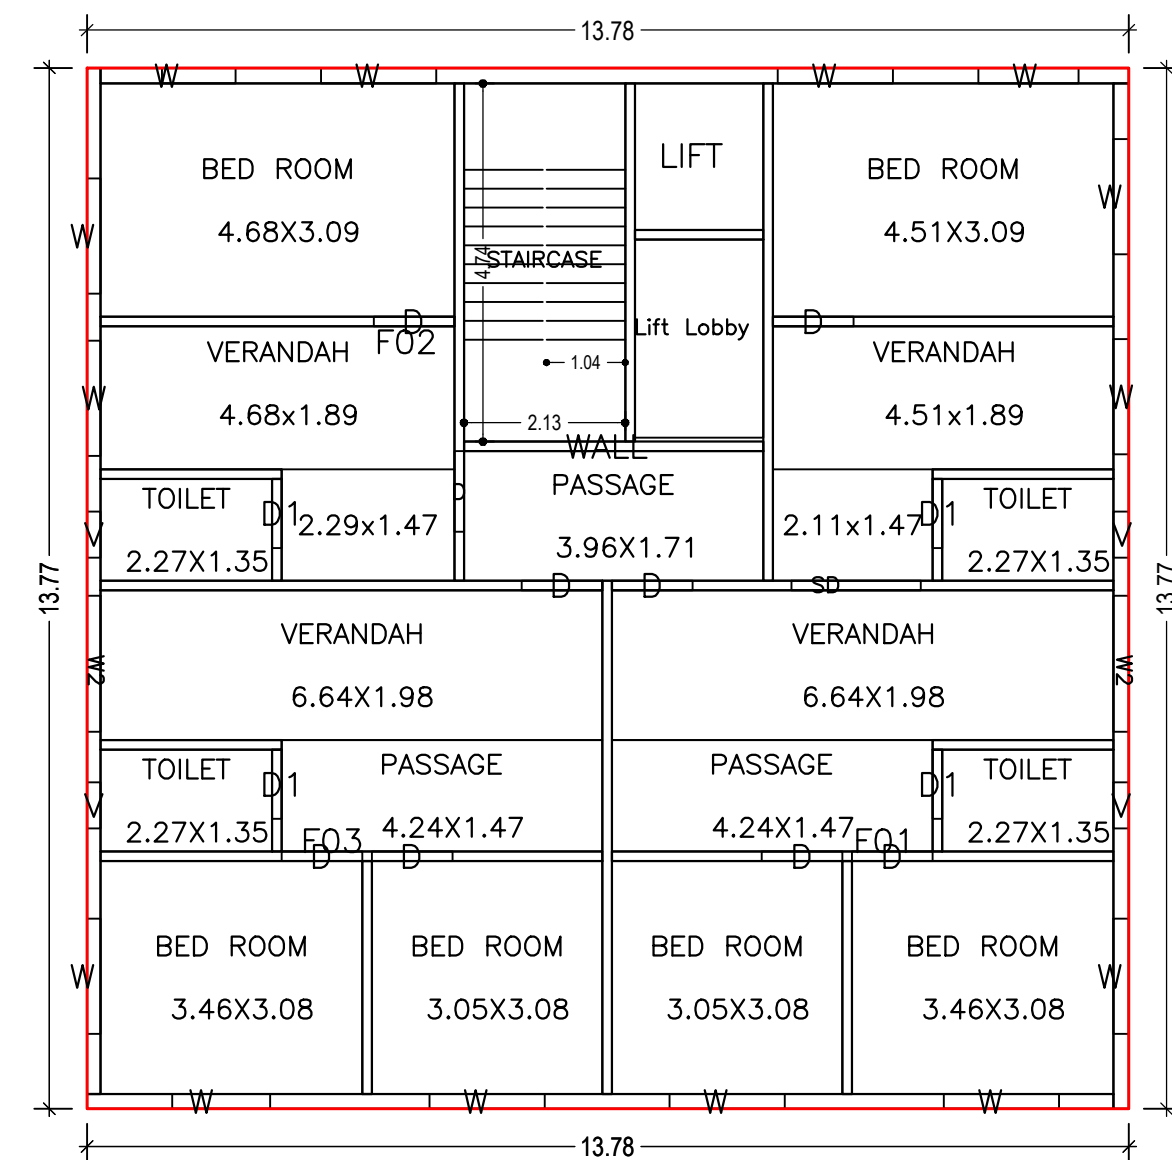 13.78
W
W
W
W
BED ROOM
4.68X3.09
LIFT
BED ROOM
4.51X3.09
W
W
4.74
STAIRCASE
Lift Lobby
D
F02
D
VERANDAH
4.68x1.89
1.04
VERANDAH
4.51x1.89
W
W
2.13
WALL
PASSAGE
3.96X1.71
TOILET
2.27X1.35
D1
2.29x1.47
D
2.11x1.47
D1
TOILET
2.27X1.35
V
V
13.77
13.77
D
D
SD
VERANDAH
6.64X1.98
VERANDAH
6.64X1.98
W2
W2
TOILET
2.27X1.35
D1
PASSAGE
4.24X1.47
PASSAGE
4.24X1.47
D1
TOILET
2.27X1.35
V
V
F03
D
D
F01
D
D
BED ROOM
3.46X3.08
BED ROOM
3.05X3.08
BED ROOM
3.05X3.08
BED ROOM
3.46X3.08
W
W
W
W
W
W
13.78